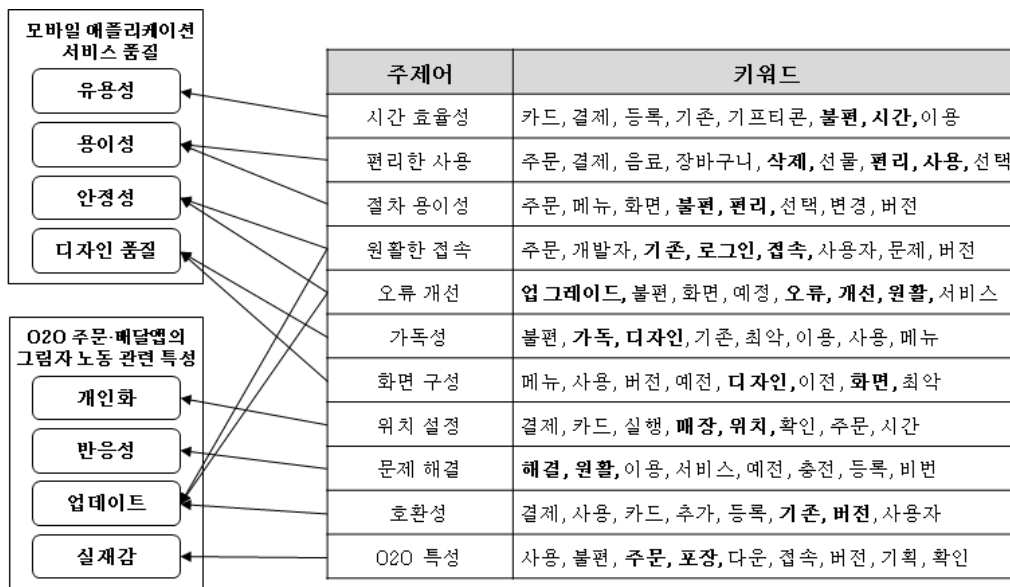 모바일 애플리케이션
서비스 품질
유용성
용이성
안정성
디자인 품질
O2O 주문·배달앱의
그림자 노동 관련 특성
개인화
반응성
업데이트
실재감
주제어 키워드
시간 효율성 카드, 결제, 등록, 기존, 기프티콘, 불편, 시간, 이용
편리한 사용 주문, 결제, 음료, 장바구니, 삭제, 선물, 편리, 사용, 선택
절차 용이성 주문, 메뉴, 화면, 불편, 편리, 선택, 변경, 버전
원활한 접속 주문, 개발자, 기존, 로그인, 접속, 사용자, 문제, 버전
오류 개선 업그레이드, 불편, 화면, 예정, 오류, 개선, 원활, 서비스
가독성 불편, 가독, 디자인, 기존, 최악, 이용, 사용, 메뉴
화면 구성 메뉴, 사용, 버전, 예전, 디자인, 이전, 화면, 최악
위치 설정 결제, 카드, 실행, 매장, 위치, 확인, 주문, 시간
문제 해결 해결, 원활, 이용, 서비스, 예전, 충전, 등록, 비번
호환성 결제, 사용, 카드, 추가, 등록, 기존, 버전, 사용자
O2O 특성 사용, 불편, 주문, 포장, 다운, 접속, 버전, 기획, 확인